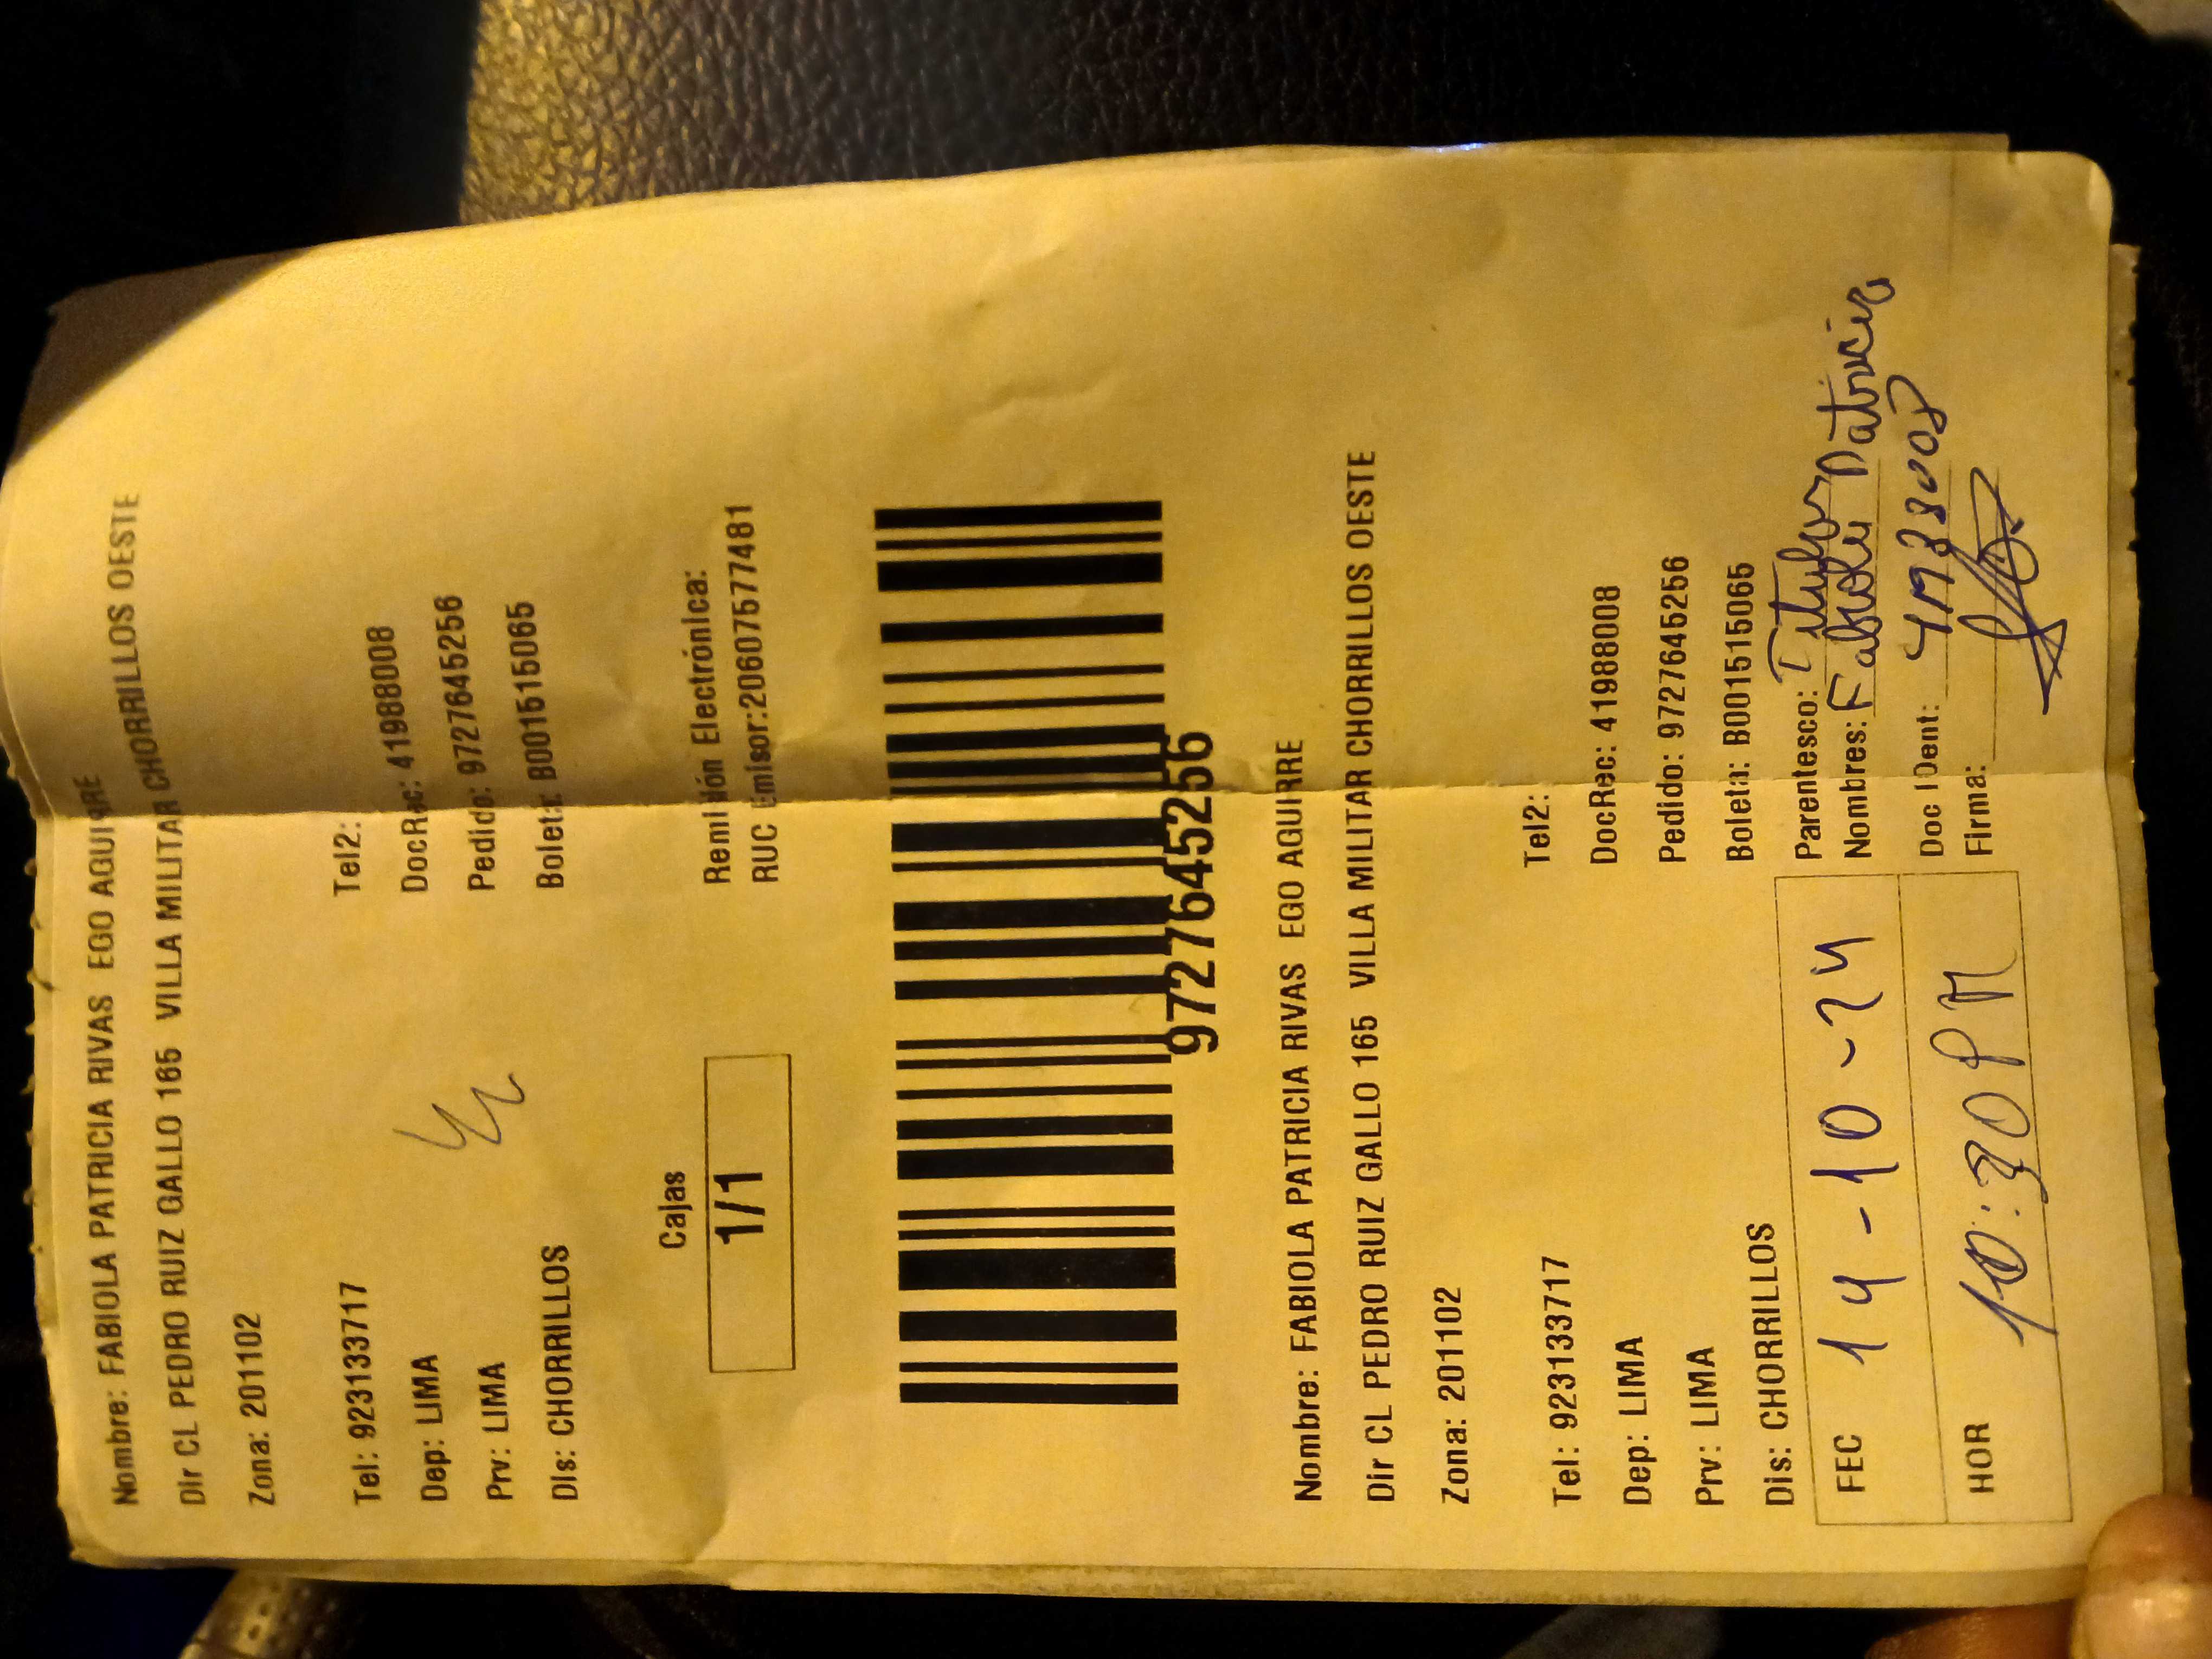 Nombre: FABIOLA PATRICIA RIVAS EGO AGUIRRE
Dir CL PEDRO RUIZ GALLO 165 VILLA MILITAR CHORRILLOS OESTE
Zona: 201102
Tel: 923133717 Tel2:
Dep: LIMA DocRec: 41988008
Prv: LIMA Pedido: 9727645256
Dis: CHORRILLOS Boleta: B001515065
Cajas Remisión Electrónica:
1/1 RUC Emisor:20607577481
9727645256
Nombre: FABIOLA PATRICIA RIVAS EGO AGUIRRE
Dir CL PEDRO RUIZ GALLO 165 VILLA MILITAR CHORRILLOS OESTE
Zona: 201102
Tel: 923133717 Tel2:
Dep: LIMA DocRec: 41988008
Prv: LIMA Pedido: 9727645256
Dis: CHORRILLOS Boleta: B001515065
FEC 14-10-24 Parentesco: Titular
Nombres: Fabiola Patricia
HOR 10:30 PM Doc IDent:
Firma: